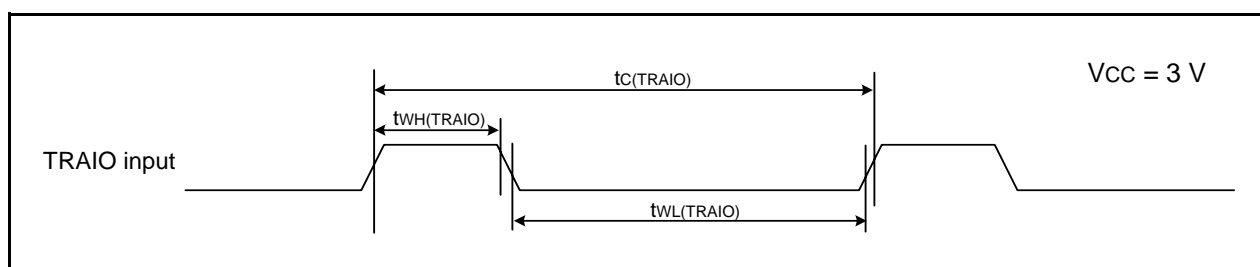 tC(TRAIO)
VCC = 3 V
tWH(TRAIO)
TRAIO input
tWL(TRAIO)